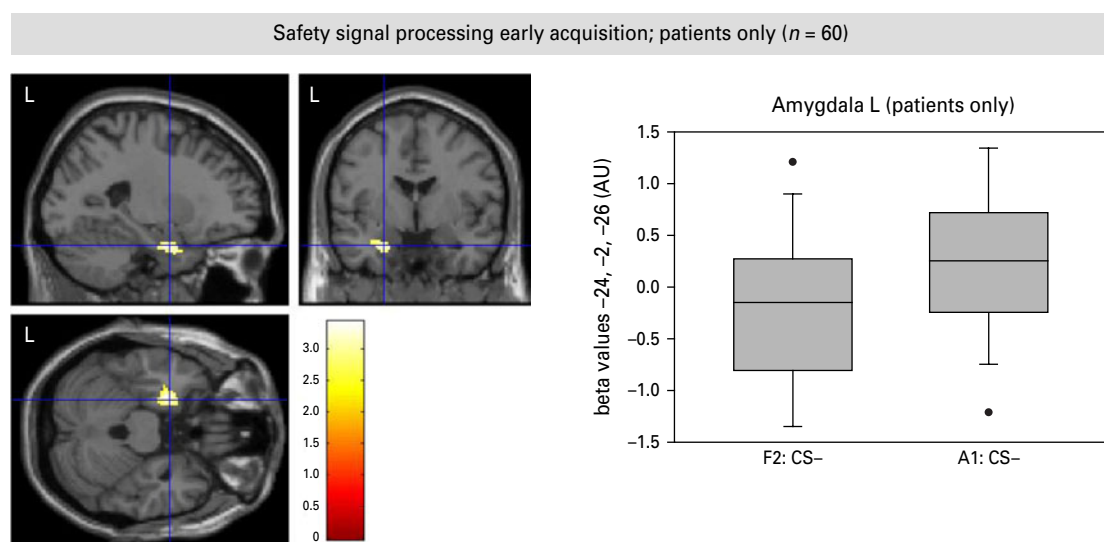 Safety signal processing early acquisition; patients only (n = 60)
L
L
L
3.0
2.5
2.0
1.5
1.0
0.5
0
Amygdala L (patients only)
beta values –24, –2, –26 (AU)
1.5
1.0
0.5
0.0
–0.5
–1.0
–1.5
F2: CS–
A1: CS–